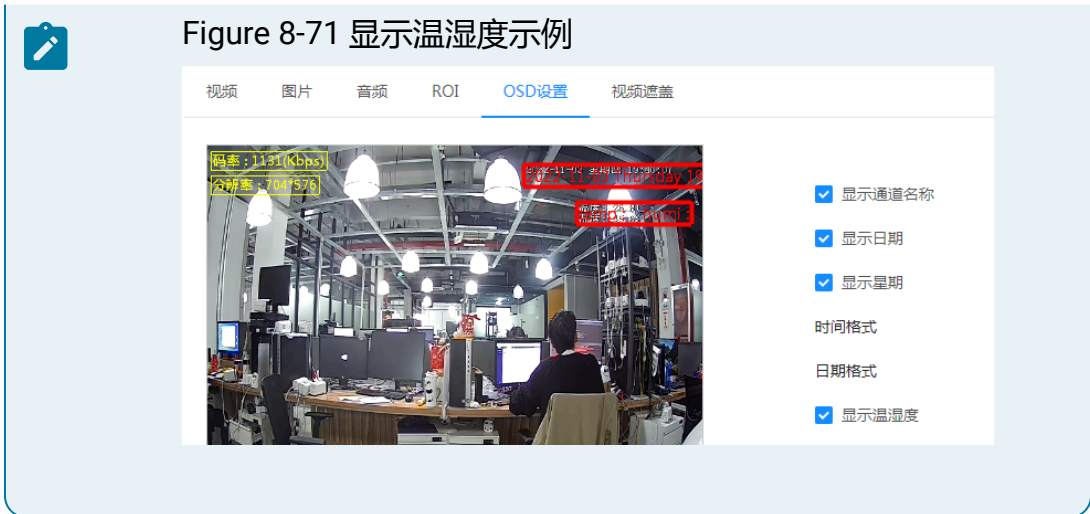 Figure 8-71 显示温湿度示例
视频 图片 音频 ROI OSD设置 视频遮盖
码率：1131(Kbps)
分辨率：704*576
显示通道名称
显示日期
显示星期
时间格式
日期格式
显示温湿度